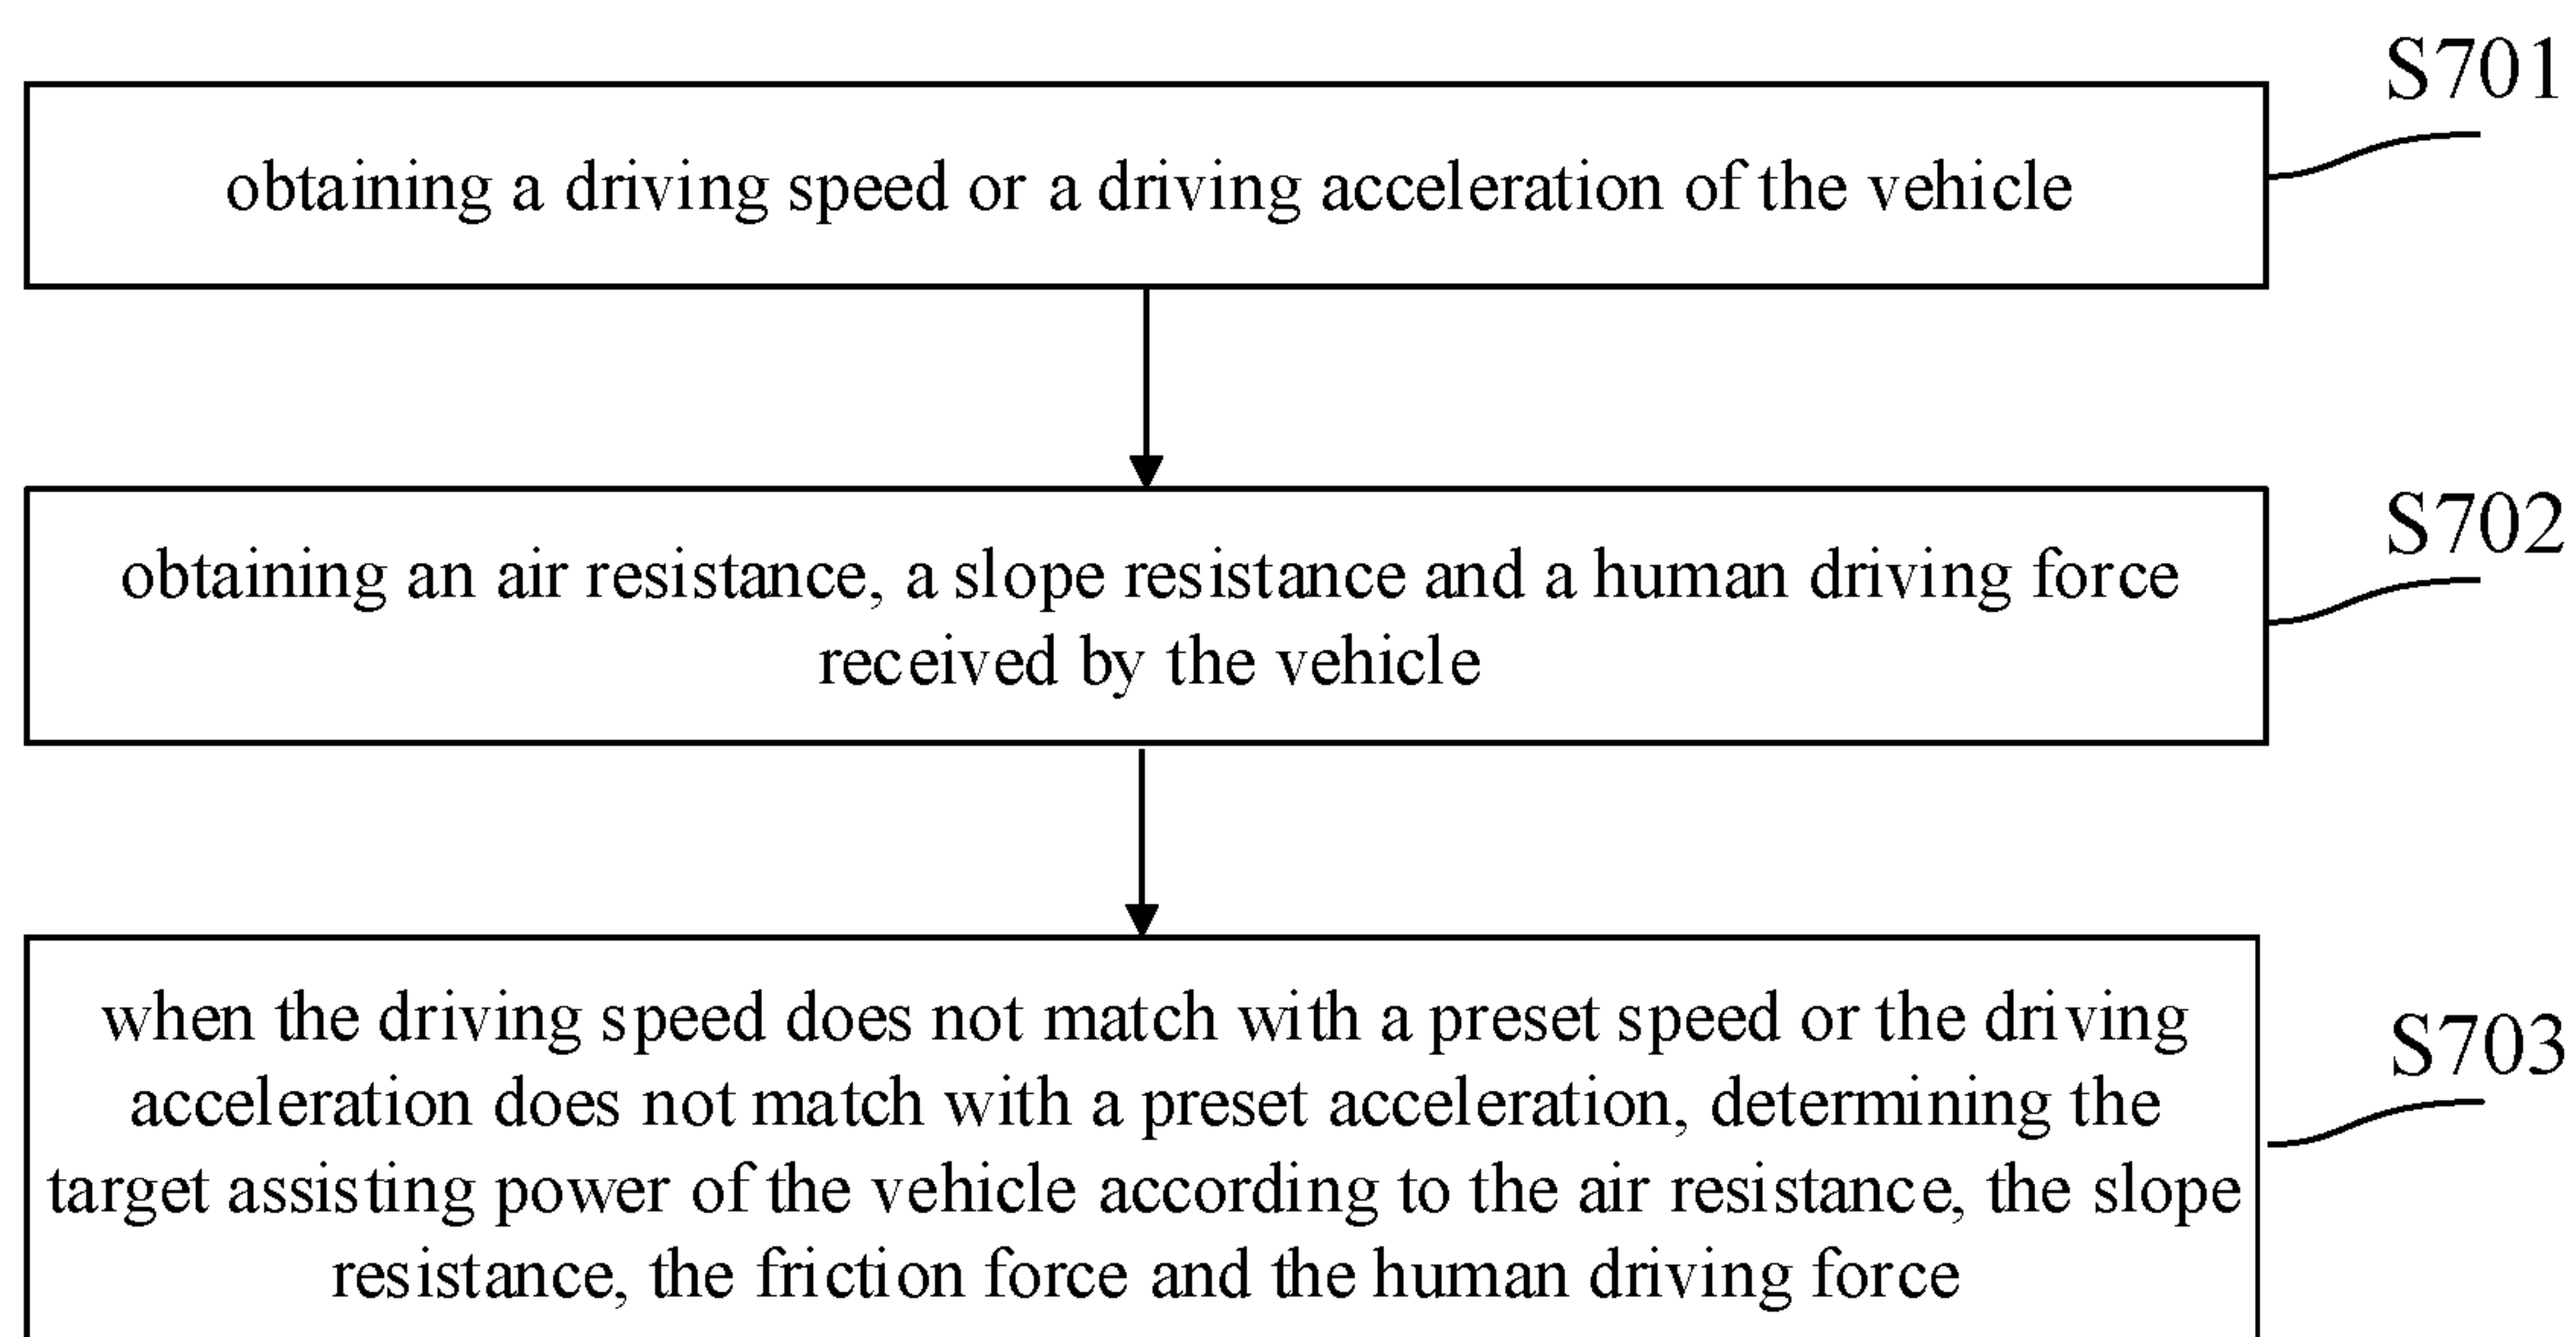 S701
obtaining a driving speed or a driving acceleration of the vehicle
S702
obtaining an air resistance, a slope resistance and a human driving force
received by the vehicle
S703
when the driving speed does not match with a preset speed or the driving
acceleration does not match with a preset acceleration, determining the
target assisting power of the vehicle according to the air resistance, the slope
resistance, the friction force and the human driving force